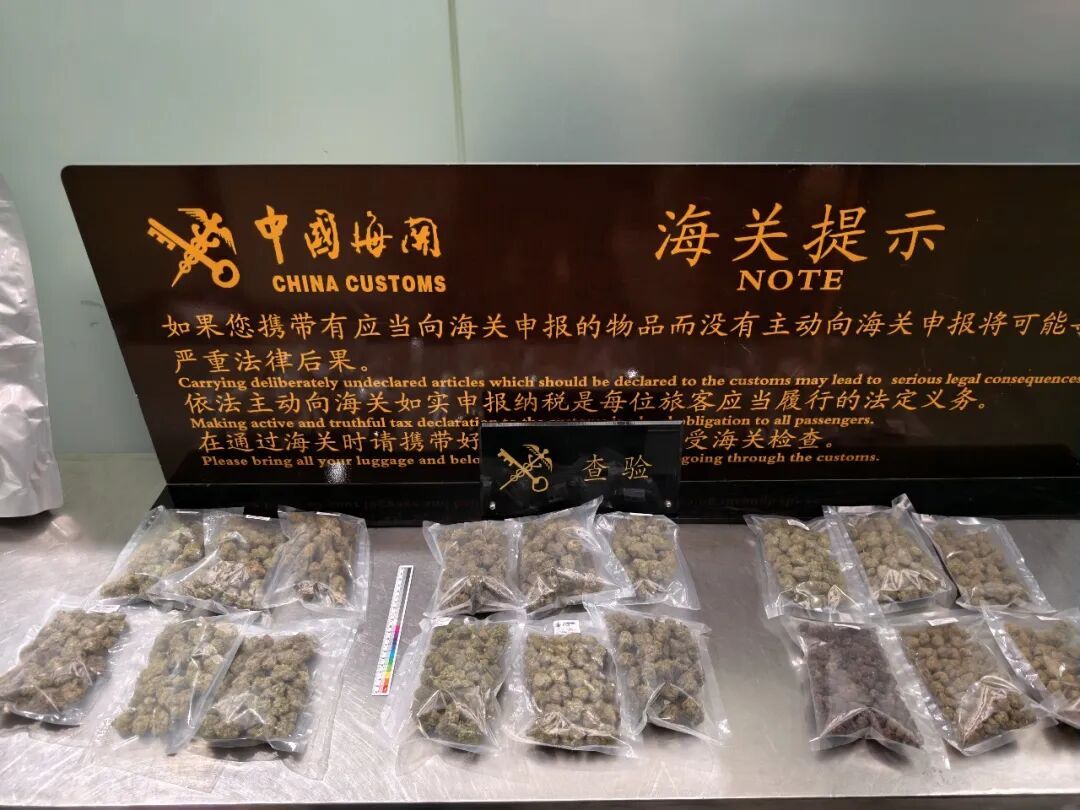 中國海關
CHINA CUSTOMS
海关提示
NOTE
如果您携带有应当向海关申报的物品而没有主动向海关申报将可能
严重法律后果。
Carrying deliberately undeclared articles which should be declared to the customs may lead to serious legal consequences
依法主动向海关如实申报纳税是每位旅客应当履行的法定义务。
Making active and truthful tax declarati obligation to all passengers.
在通过海关时请携带好 受海关检查。
Please bring all your luggage and belo going through the customs.
查验